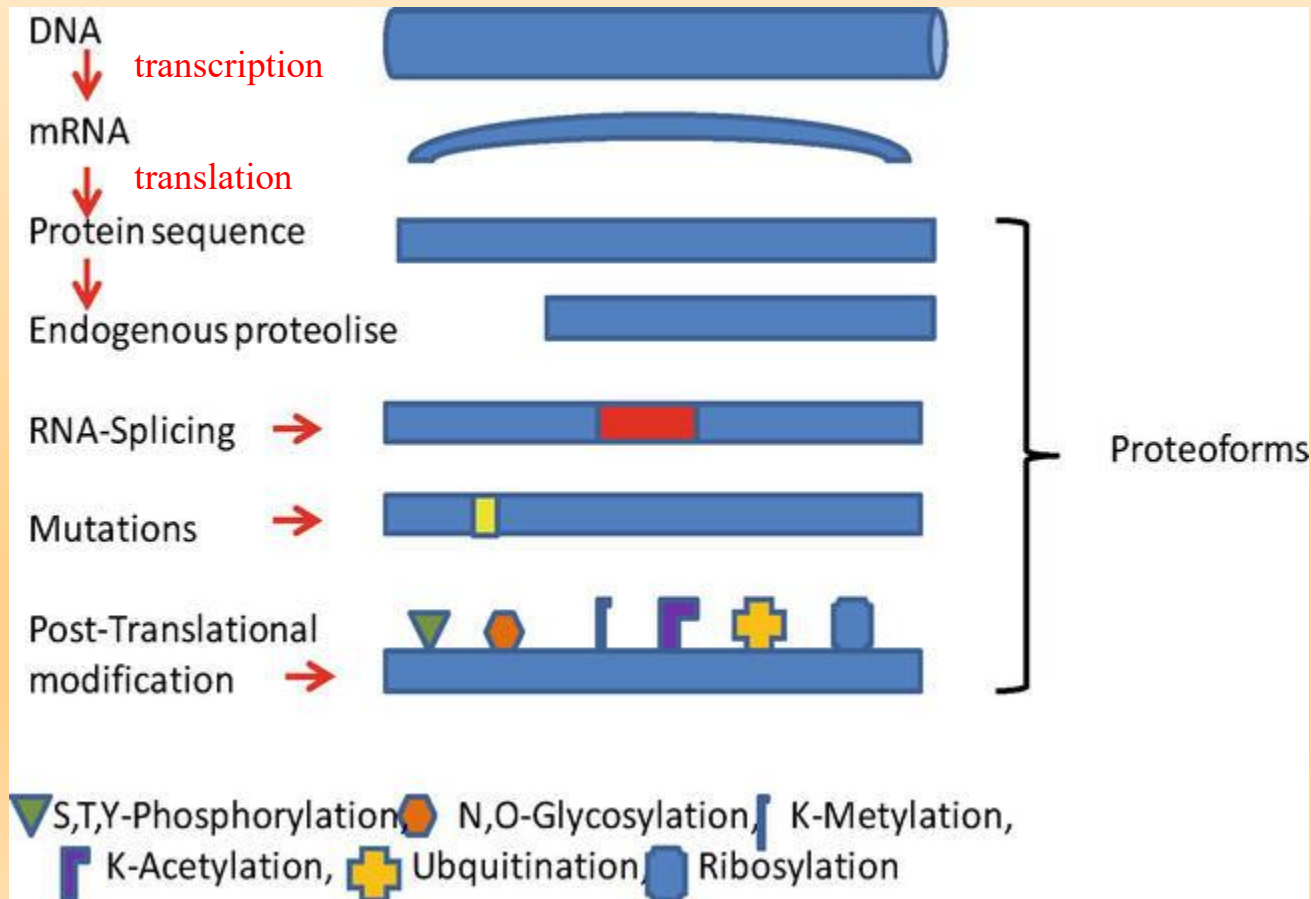 DNA
transcription
mRNA
translation
Protein sequence
Endogenous proteolise
RNA-Splicing
Mutations
Post-Translational
modification
Proteoforms
S,T,Y-Phosphorylation, N,O-Glycosylation, K-Metylation,
K-Acetylation, Ubquitination, Ribosylation